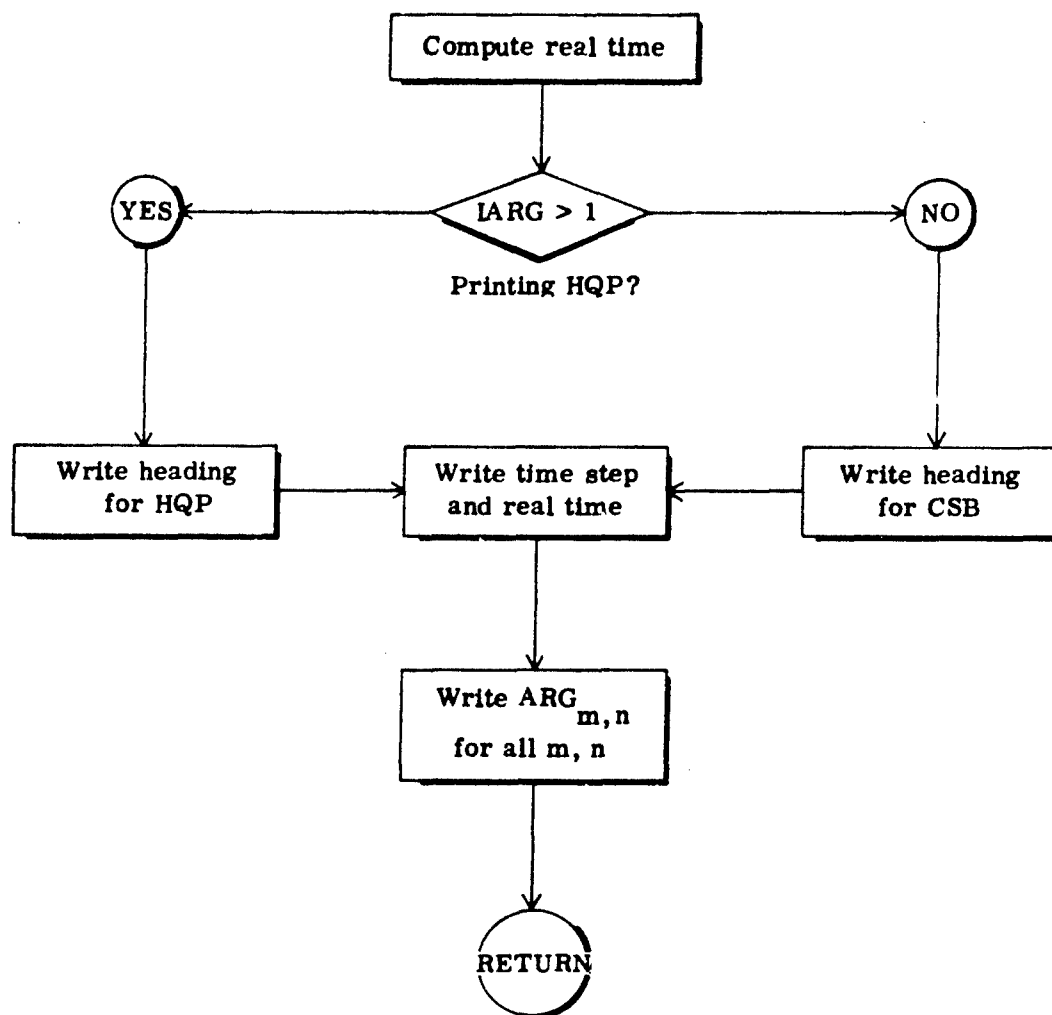 Compute real time
YES
IARG > 1
NO
Printing HQP?
Write heading
for HQP
Write time step
and real time
Write heading
for CSB
Write ARG m, n
for all m, n
RETURN